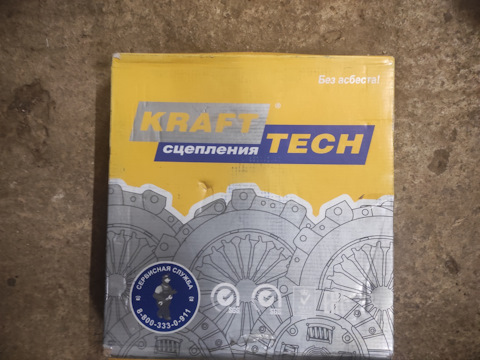 Без асбеста!
KRAFT
®
сцепления TECH
СЕРВИСНАЯ СЛУЖБА
8-800-333-0-911